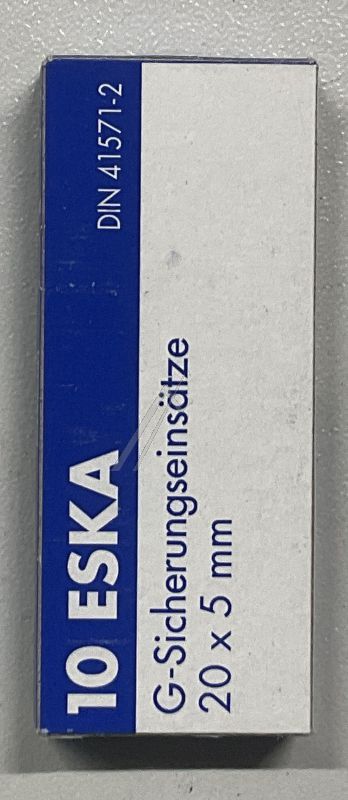 10 ESKA
DIN 41571-2
G-Sicherungseinsätze
20 x 5 mm